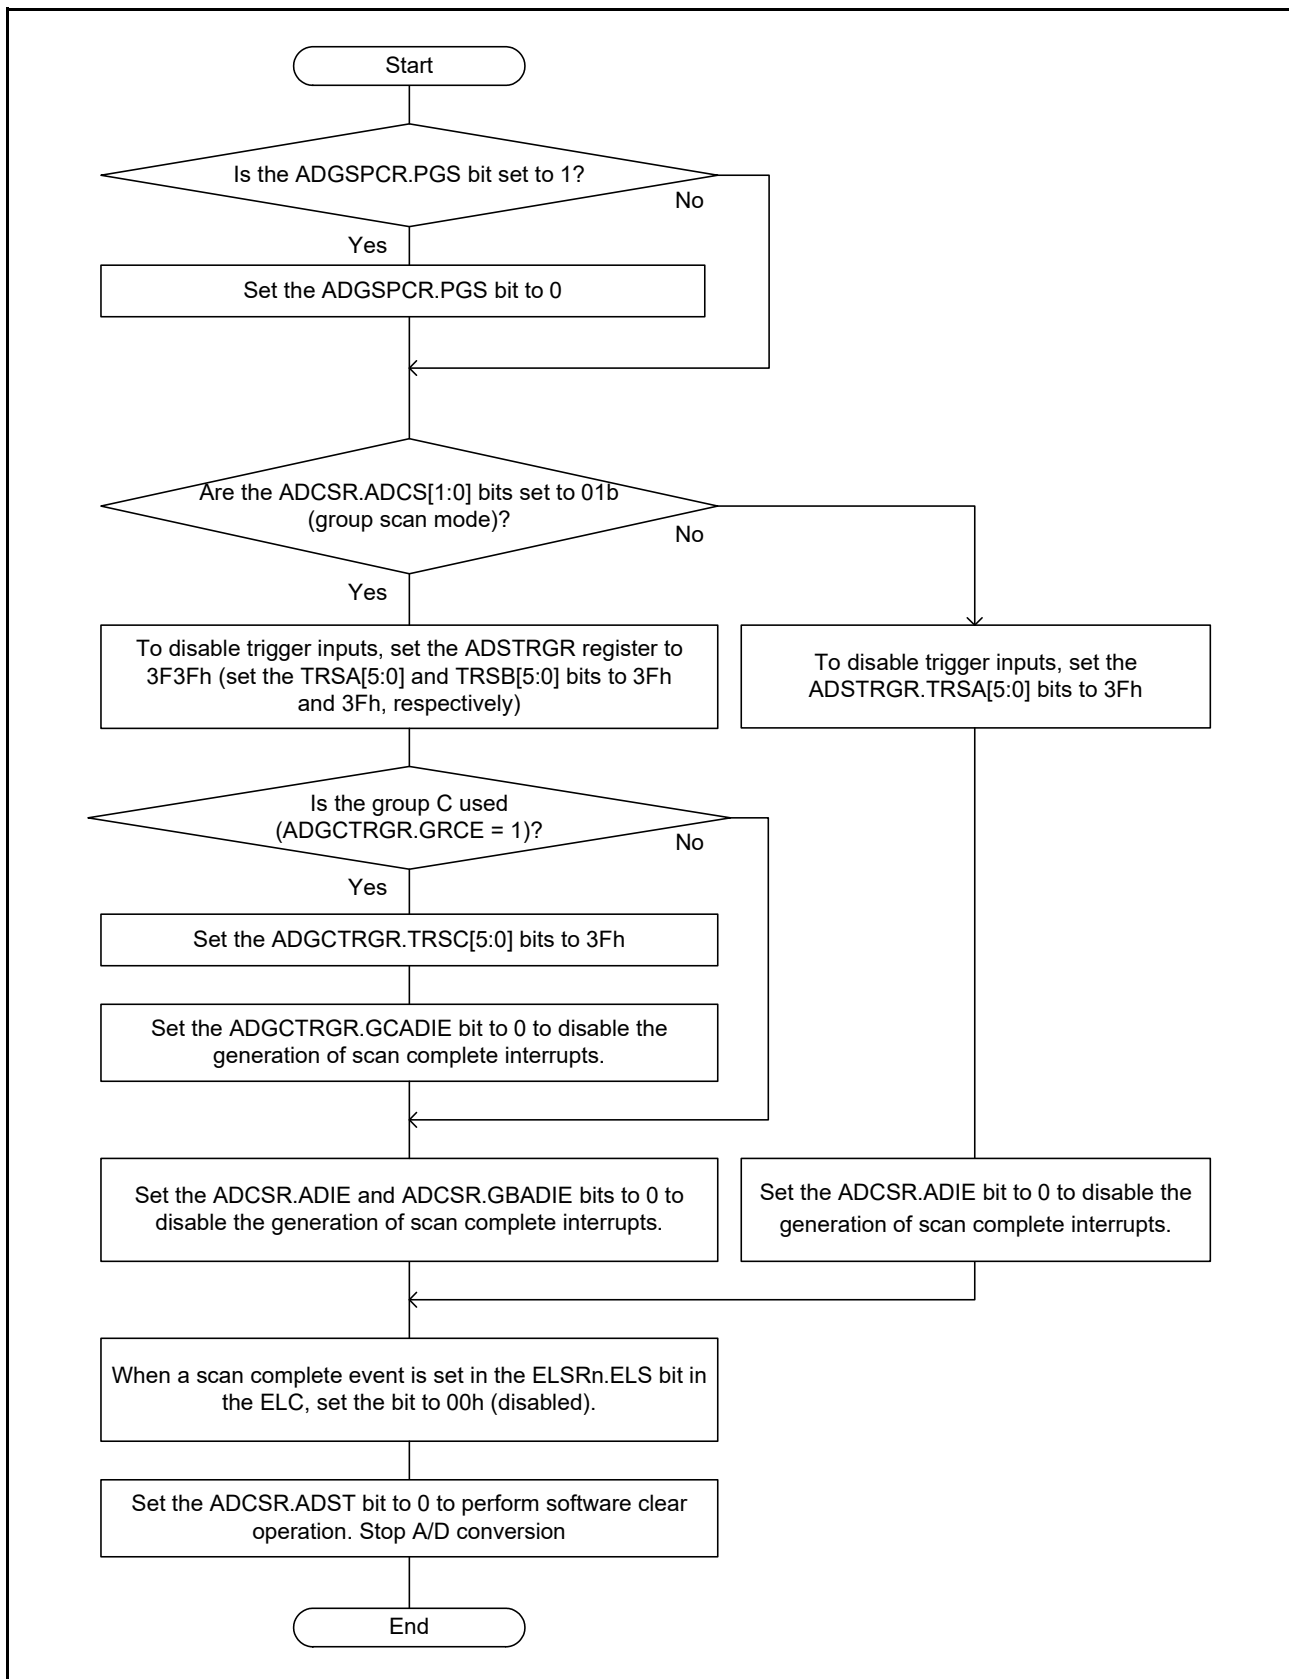 Start
Is the ADGSPCR.PGS bit set to 1?
No
Yes
Set the ADGSPCR.PGS bit to 0
Are the ADCSR.ADCS[1:0] bits set to 01b
(group scan mode)?
No
Yes
To disable trigger inputs, set the ADSTRGR register to
3F3Fh (set the TRSA[5:0] and TRSB[5:0] bits to 3Fh
and 3Fh, respectively)
To disable trigger inputs, set the
ADSTRGR.TRSA[5:0] bits to 3Fh
Is the group C used
(ADGCTRGR.GRCE = 1)?
No
Yes
Set the ADGCTRGR.TRSC[5:0] bits to 3Fh
Set the ADGCTRGR.GCADIE bit to 0 to disable the
generation of scan complete interrupts.
Set the ADCSR.ADIE and ADCSR.GBADIE bits to 0 to
disable the generation of scan complete interrupts.
Set the ADCSR.ADIE bit to 0 to disable the
generation of scan complete interrupts.
When a scan complete event is set in the ELSRn.ELS bit in
the ELC, set the bit to 00h (disabled).
Set the ADCSR.ADST bit to 0 to perform software clear
operation. Stop A/D conversion
End